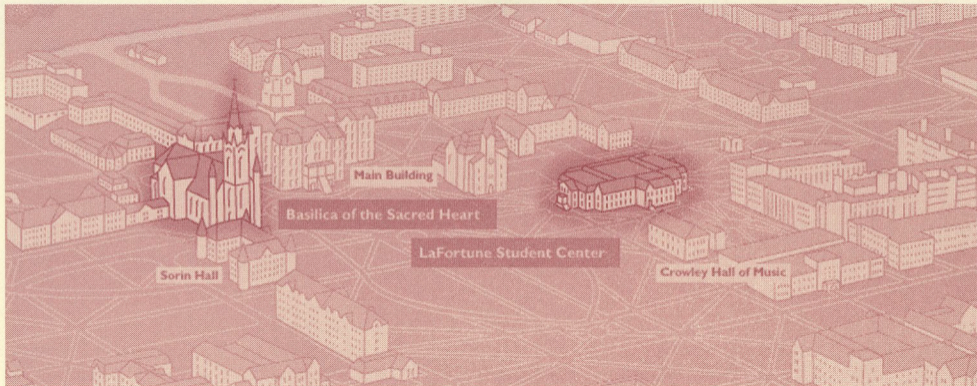 Main Building
Basilica of the Sacred Heart
LaFortune Student Center
Sorin Hall
Crowley Hall of Music